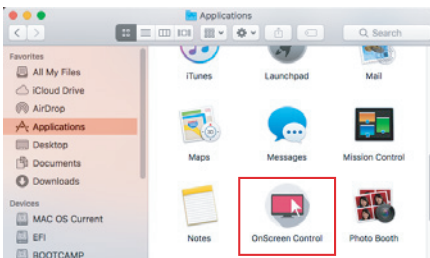 Applications
Search
Favorites
All My Files
iCloud Drive
AirDrop
Applications
Desktop
Documents
Downloads
Devices
MAC OS Current
EFI
BOOTCAMP
iTunes
Launchpad
Mail
Maps
Messages
Mission Control
Notes
OnScreen Control
Photo Booth